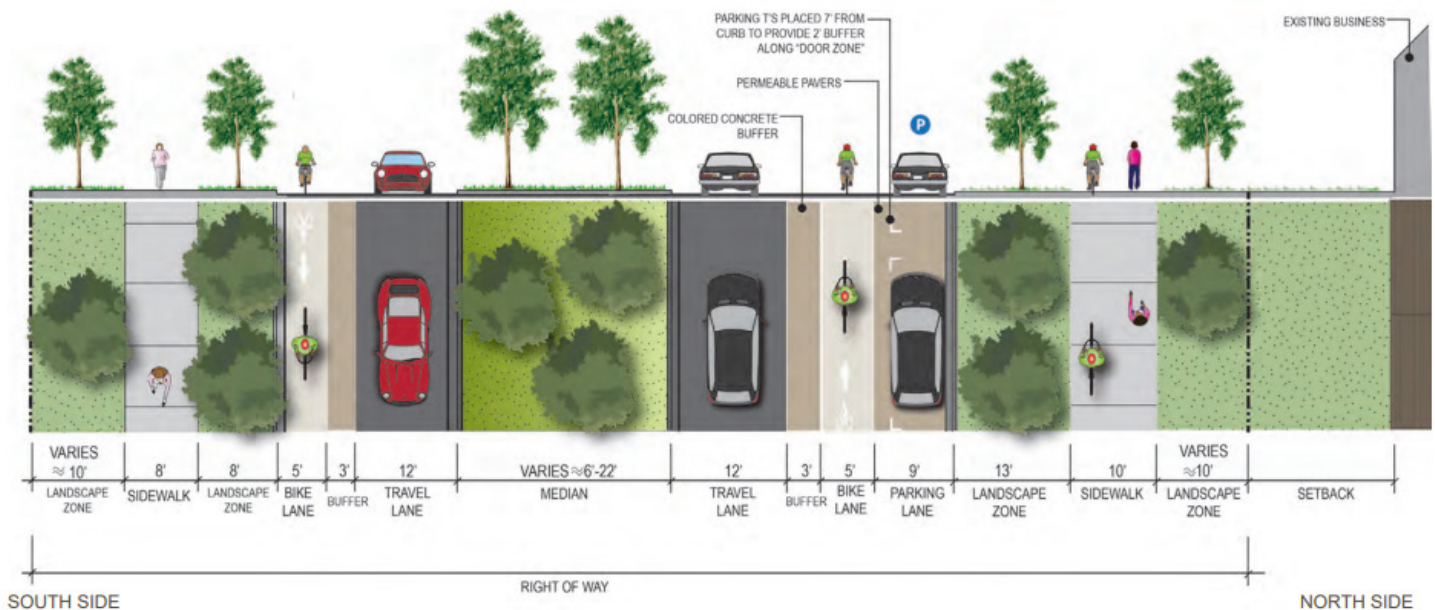 PARKING T'S PLACED 7' FROM
CURB TO PROVIDE 2' BUFFER
ALONG "DOOR ZONE"
EXISTING BUSINESS
PERMEABLE PAVERS
COLORED CONCRETE
BUFFER
P
VARIES
≈ 10'
8'
8'
5'
3'
12'
VARIES ≈6'-22'
12'
3'
5'
9'
13'
10'
VARIES
≈10'
LANDSCAPE
ZONE
SIDEWALK
LANDSCAPE
ZONE
BIKE
LANE
BUFFER
TRAVEL
LANE
MEDIAN
TRAVEL
LANE
BUFFER
BIKE
LANE
PARKING
LANE
LANDSCAPE
ZONE
SIDEWALK
LANDSCAPE
ZONE
SETBACK
RIGHT OF WAY
SOUTH SIDE
NORTH SIDE